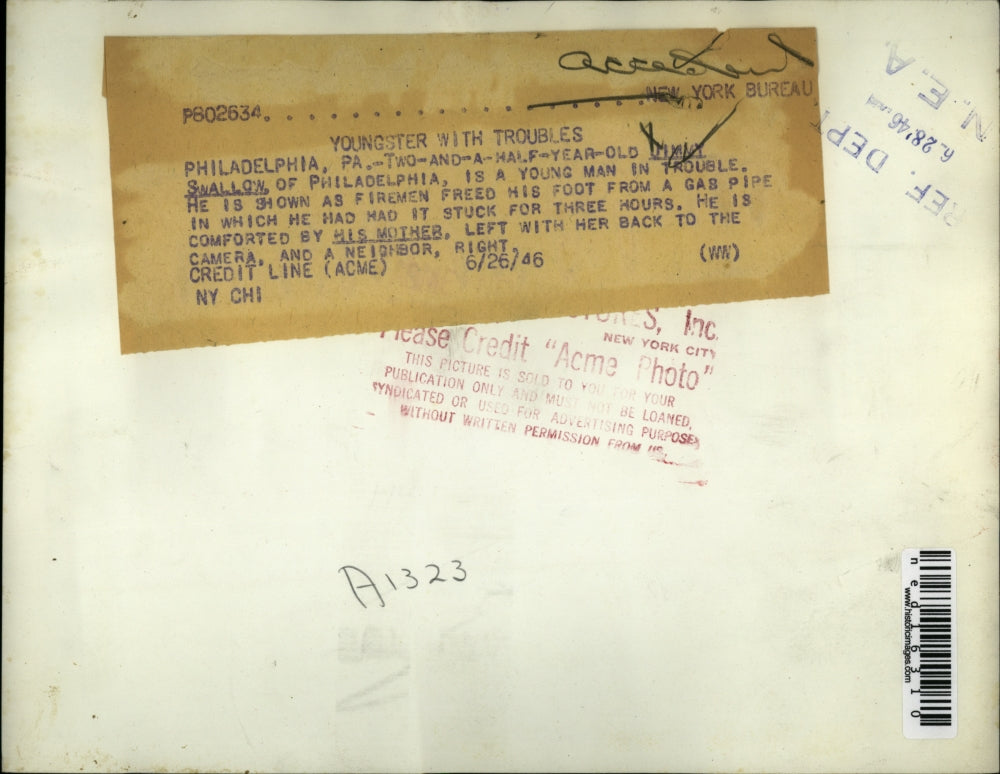 accident
P802634. . . . . . . . . . . . . . . . . . . NEW YORK BUREAU
YOUNGSTER WITH TROUBLES
PHILADELPHIA, PA.-TWO-AND-A-HALF-YEAR-OLD JIMMY
SWALLOW, OF PHILADELPHIA, IS A YOUNG MAN IN TROUBLE.
HE IS SHOWN AS FIREMEN FREED HIS FOOT FROM A GAS PIPE
IN WHICH HE HAD HAD IT STUCK FOR THREE HOURS. HE IS
COMFORTED BY HIS MOTHER, LEFT WITH HER BACK TO THE
CAMERA, AND A NEIGHBOR, RIGHT.
CREDIT LINE (ACME) 6/26/46 (WW)
NY CHI
REF. DEPT
6.28'46
N. E. A
Inc.
NEW YORK CITY
Please Credit "Acme Photo"
THIS PICTURE IS SOLD TO YOU FOR YOUR
PUBLICATION ONLY AND MUST NOT BE LOANED,
SYNDICATED OR USED FOR ADVERTISING PURPOSES
WITHOUT WRITTEN PERMISSION FROM US.
A1323
ned16310
www.historicimages.com